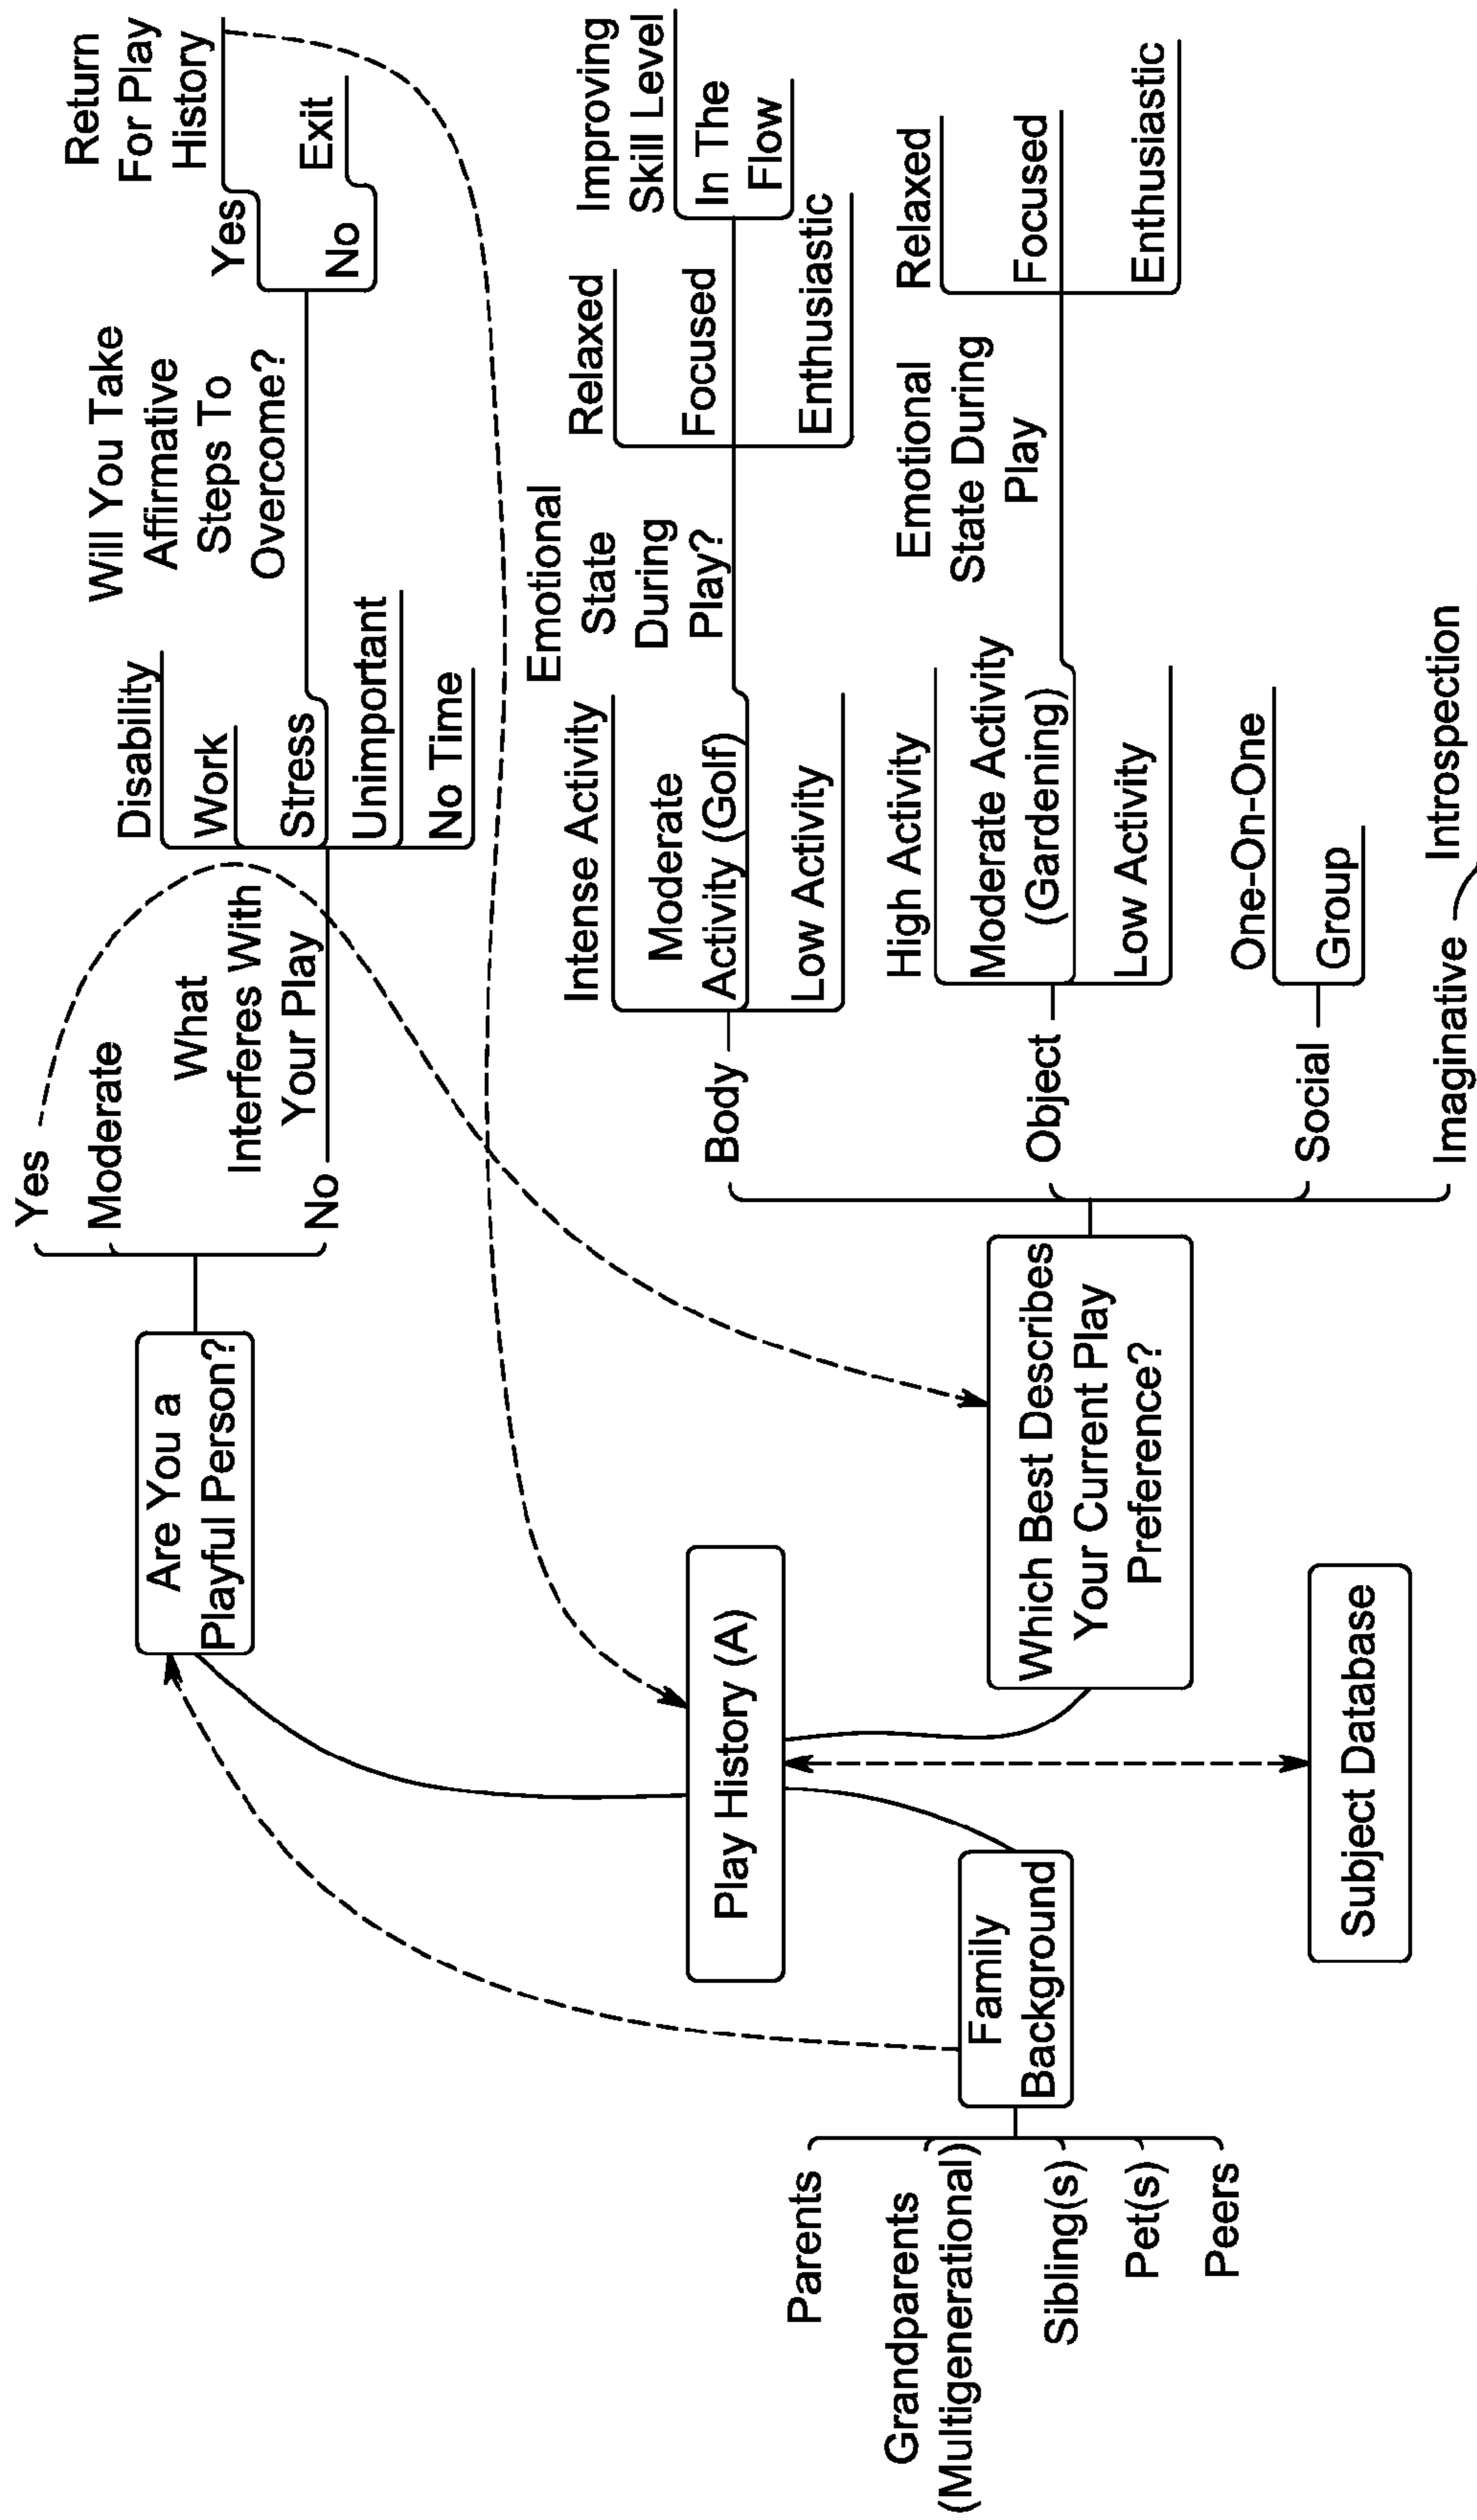 Are You a
Playful Person?
Yes
Moderate
No
What
Interferes With
Your Play
Disability
Work
Stress
Unimportant
No Time
Will You Take
Affirmative
Steps To
Overcome?
Yes
Return
For Play
History
No
Exit
Play History (A)
Family
Background
Parents
Grandparents
(Multigenerational)
Sibling(s)
Pet(s)
Peers
Which Best Describes
Your Current Play
Preference?
Body
Intense Activity
Moderate
Activity (Golf)
Low Activity
Emotional
State
During
Play?
Relaxed
Focused
Enthusiastic
Improving
Skill Level
In The
Flow
Object
High Activity
Moderate Activity
(Gardening)
Low Activity
Emotional
State During
Play
Relaxed
Focused
Enthusiastic
Social
One-On-One
Group
Imaginative
Introspection
Subject Database